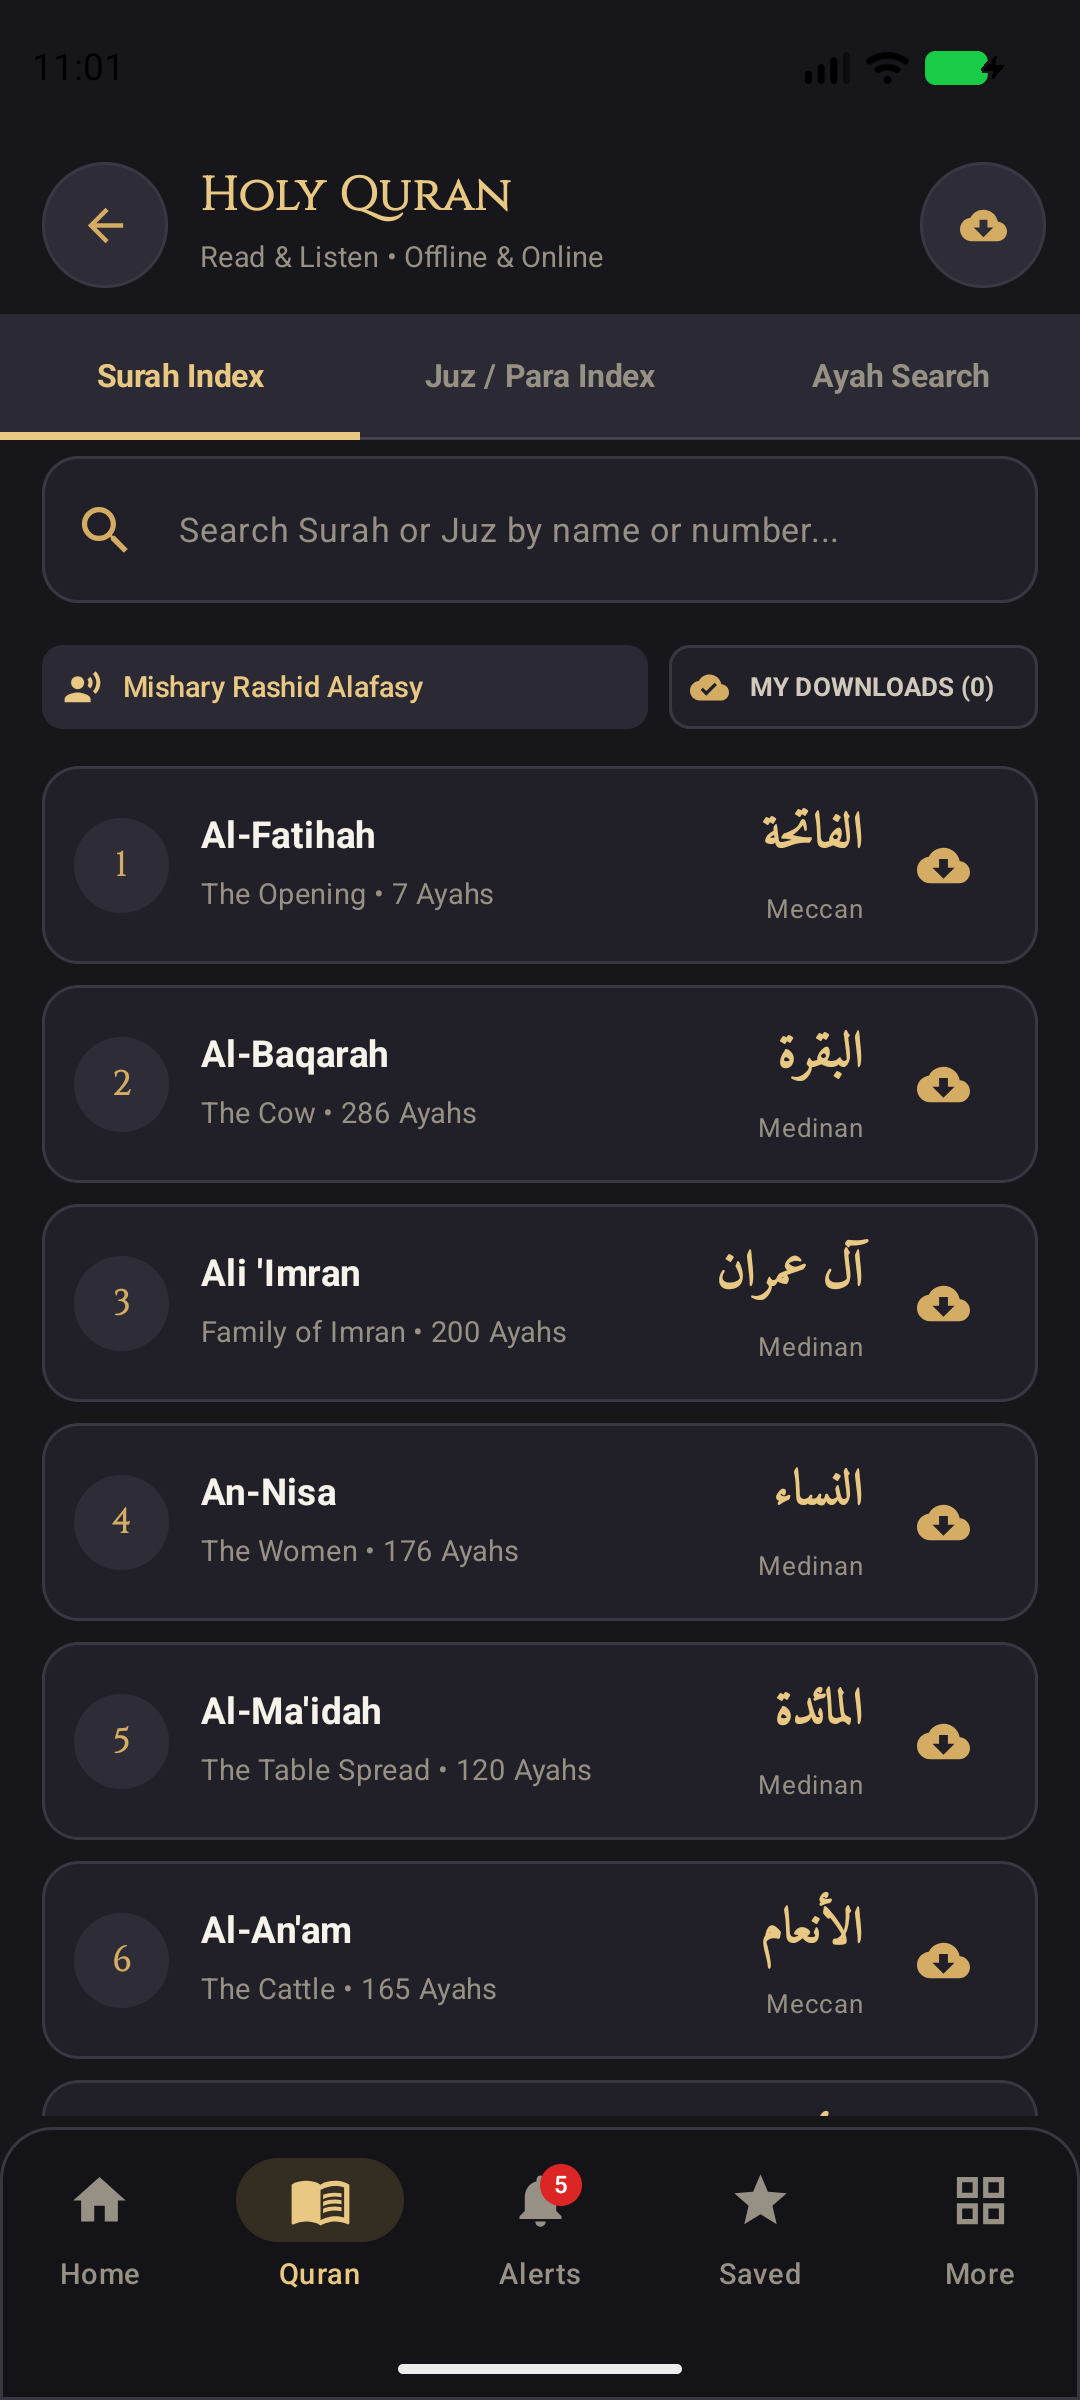 11:01
Holy Quran
Read & Listen • Offline & Online
Surah Index
Juz / Para Index
Ayah Search
Search Surah or Juz by name or number...
Mishary Rashid Alafasy
MY DOWNLOADS (0)
1
Al-Fatihah
The Opening • 7 Ayahs
الفاتحة
Meccan
2
Al-Baqarah
The Cow • 286 Ayahs
البقرة
Medinan
3
Ali 'Imran
Family of Imran • 200 Ayahs
آل عمران
Medinan
4
An-Nisa
The Women • 176 Ayahs
النساء
Medinan
5
Al-Ma'idah
The Table Spread • 120 Ayahs
المائدة
Medinan
6
Al-An'am
The Cattle • 165 Ayahs
الأنعام
Meccan
5
Home
Quran
Alerts
Saved
More